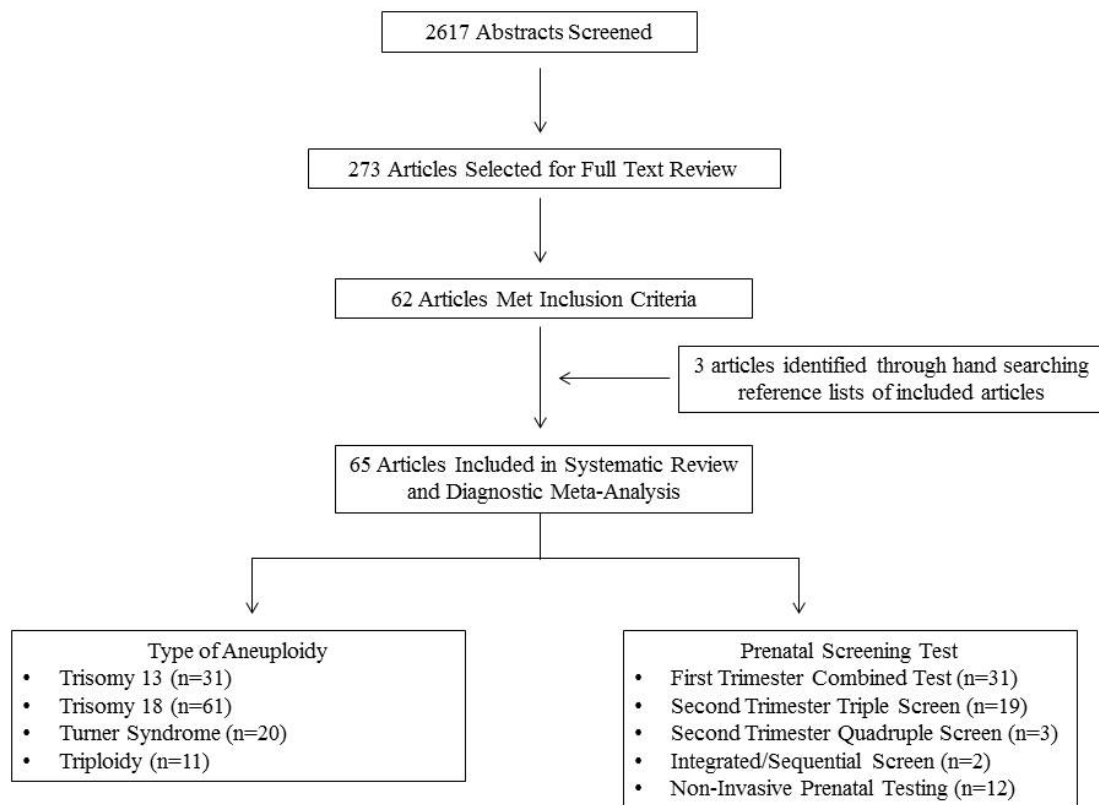 2617 Abstracts Screened
273 Articles Selected for Full Text Review
62 Articles Met Inclusion Criteria
3 articles identified through hand searching
reference lists of included articles
65 Articles Included in Systematic Review
and Diagnostic Meta-Analysis
Type of Aneuploidy
• Trisomy 13 (n=31)
• Trisomy 18 (n=61)
• Turner Syndrome (n=20)
• Triploidy (n=11)
Prenatal Screening Test
• First Trimester Combined Test (n=31)
• Second Trimester Triple Screen (n=19)
• Second Trimester Quadruple Screen (n=3)
• Integrated/Sequential Screen (n=2)
• Non-Invasive Prenatal Testing (n=12)